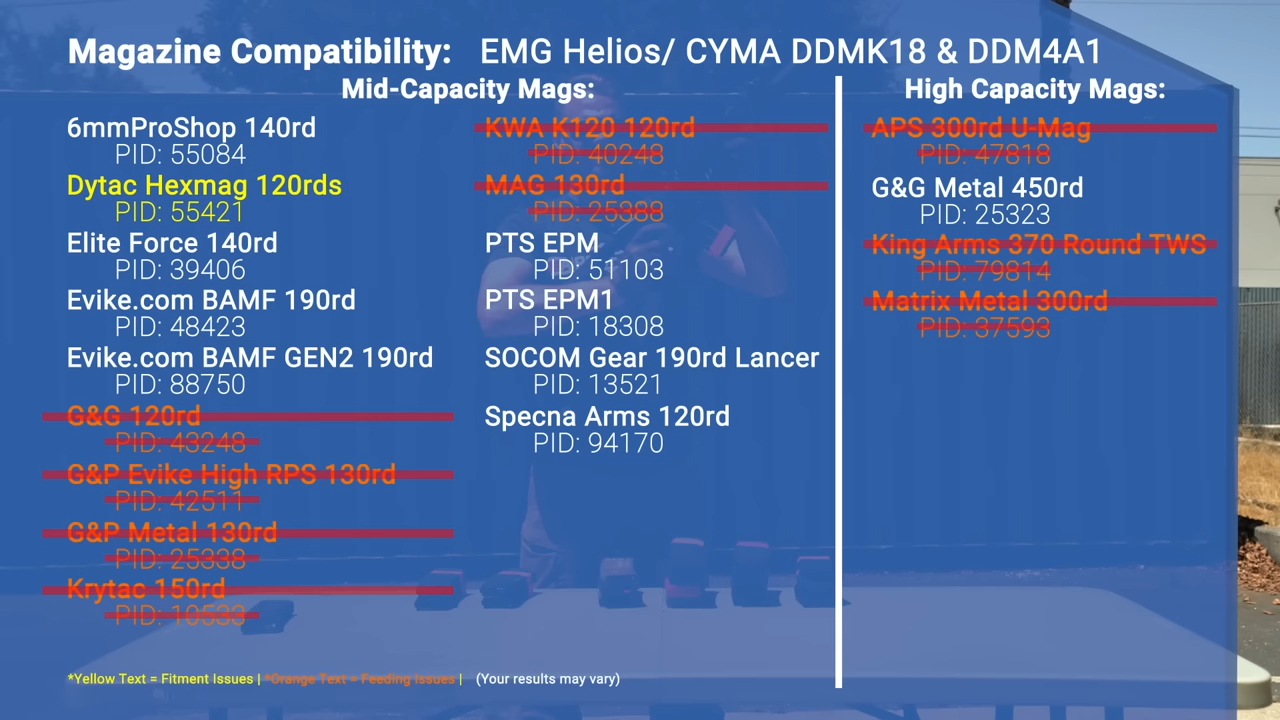 Magazine Compatibility: EMG Helios/ CYMA DDMK18 & DDM4A1
Mid-Capacity Mags:
6mmProShop 140rd
PID: 55084
Dytac Hexmag 120rds
PID: 55421
Elite Force 140rd
PID: 39406
Evike.com BAMF 190rd
PID: 48423
Evike.com BAMF GEN2 190rd
PID: 88750
G&G 120rd
PID: 43248
G&P Evike High RPS 130rd
PID: 42511
G&P Metal 130rd
PID: 25338
Krytac 150rd
PID: 10533
KWA K120 120rd
PID: 40248
MAG 130rd
PID: 25388
PTS EPM
PID: 51103
PTS EPM1
PID: 18308
SOCOM Gear 190rd Lancer
PID: 13521
Specna Arms 120rd
PID: 94170
High Capacity Mags:
APS 300rd U-Mag
PID: 47818
G&G Metal 450rd
PID: 25323
King Arms 370 Round TWS
PID: 79814
Matrix Metal 300rd
PID: 37593
*Yellow Text = Fitment Issues | *Orange Text = Feeding Issues | (Your results may vary)